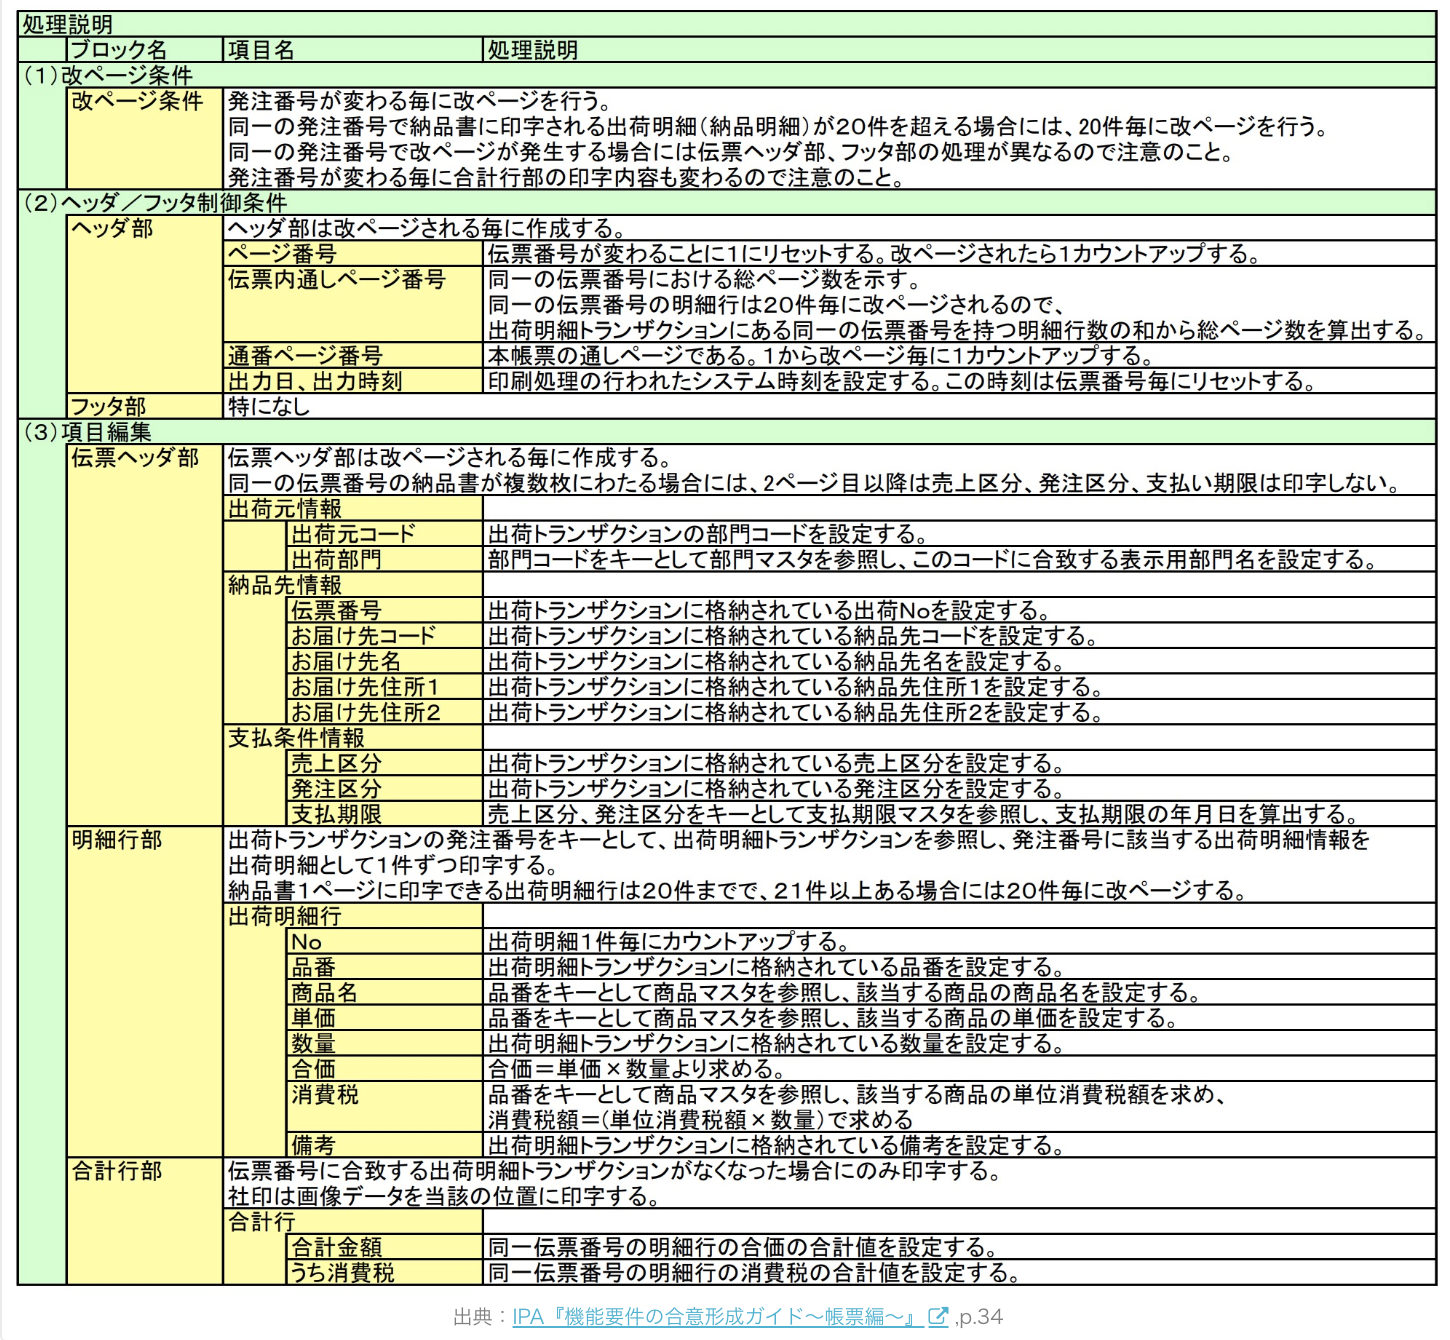 処理説明
ブロック名 項目名 処理説明
（１）改ページ条件
改ページ条件 発注番号が変わる毎に改ページを行う。
同一の発注番号で納品書に印字される出荷明細（納品明細）が２０件を超える場合には、20件毎に改ページを行う。
同一の発注番号で改ページが発生する場合には伝票ヘッダ部、フッタ部の処理が異なるので注意のこと。
発注番号が変わる毎に合計行部の印字内容も変わるので注意のこと。
（２）ヘッダ／フッタ制御条件
ヘッダ部 ヘッダ部は改ページされる毎に作成する。
ページ番号 伝票番号が変わることに１にリセットする。改ページされたら１カウントアップする。
伝票内通しページ番号 同一の伝票番号における総ページ数を示す。
同一の伝票番号の明細行は２０件毎に改ページされるので、
出荷明細トランザクションにある同一の伝票番号を持つ明細行数の和から総ページ数を算出する。
通番ページ番号 本帳票の通しページである。１から改ページ毎に１カウントアップする。
出力日、出力時刻 印刷処理の行われたシステム時刻を設定する。この時刻は伝票番号毎にリセットする。
フッタ部 特になし
（３）項目編集
伝票ヘッダ部 伝票ヘッダ部は改ページされる毎に作成する。
同一の伝票番号の納品書が複数枚にわたる場合には、2ページ目以降は売上区分、発注区分、支払い期限は印字しない。
出荷元情報
出荷元コード 出荷トランザクションの部門コードを設定する。
出荷部門 部門コードをキーとして部門マスタを参照し、このコードに合致する表示用部門名を設定する。
納品先情報
伝票番号 出荷トランザクションに格納されている出荷Noを設定する。
お届け先コード 出荷トランザクションに格納されている納品先コードを設定する。
お届け先名 出荷トランザクションに格納されている納品先名を設定する。
お届け先住所１ 出荷トランザクションに格納されている納品先住所１を設定する。
お届け先住所２ 出荷トランザクションに格納されている納品先住所２を設定する。
支払条件情報
売上区分 出荷トランザクションに格納されている売上区分を設定する。
発注区分 出荷トランザクションに格納されている発注区分を設定する。
支払期限 売上区分、発注区分をキーとして支払期限マスタを参照し、支払期限の年月日を算出する。
明細行部 出荷トランザクションの発注番号をキーとして、出荷明細トランザクションを参照し、発注番号に該当する出荷明細情報を
出荷明細として１件ずつ印字する。
納品書１ページに印字できる出荷明細行は２０件までで、２１件以上ある場合には２０件毎に改ページする。
出荷明細行
No 出荷明細１件毎にカウントアップする。
品番 出荷明細トランザクションに格納されている品番を設定する。
商品名 品番をキーとして商品マスタを参照し、該当する商品の商品名を設定する。
単価 品番をキーとして商品マスタを参照し、該当する商品の単価を設定する。
数量 出荷明細トランザクションに格納されている数量を設定する。
合価 合価＝単価×数量より求める。
消費税 品番をキーとして商品マスタを参照し、該当する商品の単位消費税額を求め、
消費税額＝（単位消費税額×数量）で求める
備考 出荷明細トランザクションに格納されている備考を設定する。
合計行部 伝票番号に合致する出荷明細トランザクションがなくなった場合にのみ印字する。
社印は画像データを当該の位置に印字する。
合計行
合計金額 同一伝票番号の明細行の合価の合計値を設定する。
うち消費税 同一伝票番号の明細行の消費税の合計値を設定する。
出典：IPA『機能要件の合意形成ガイド～帳票編～』 ,p.34